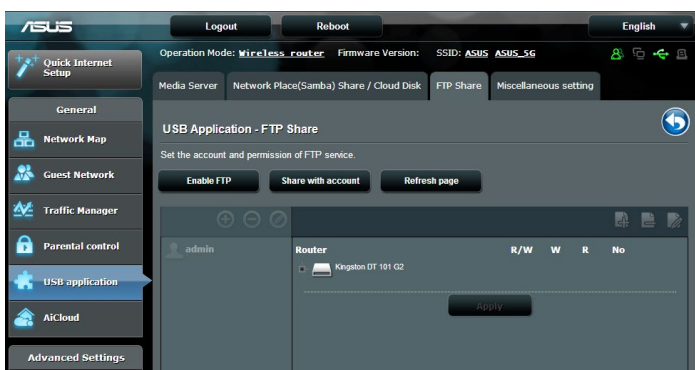 ASUS
Logout
Reboot
English
Quick Internet
Setup
Operation Mode: Wireless router Firmware Version: SSID: ASUS ASUS_5G
Media Server
Network Place(Samba) Share / Cloud Disk
FTP Share
Miscellaneous setting
General
Network Map
Guest Network
Traffic Manager
Parental control
USB application
AiCloud
Advanced Settings
USB Application - FTP Share
Set the account and permission of FTP service.
Enable FTP
Share with account
Refresh page
admin
Router
R/W W R No
Kingston DT 101 G2
Apply